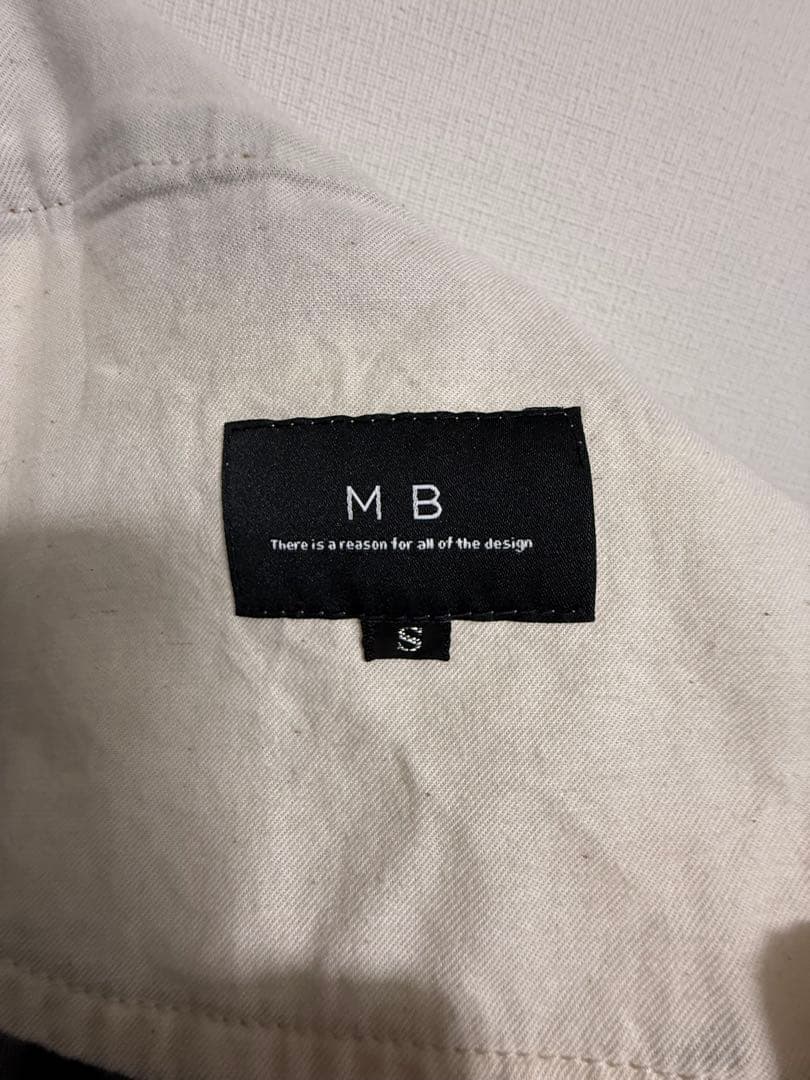 M B
There is a reason for all of the design
S